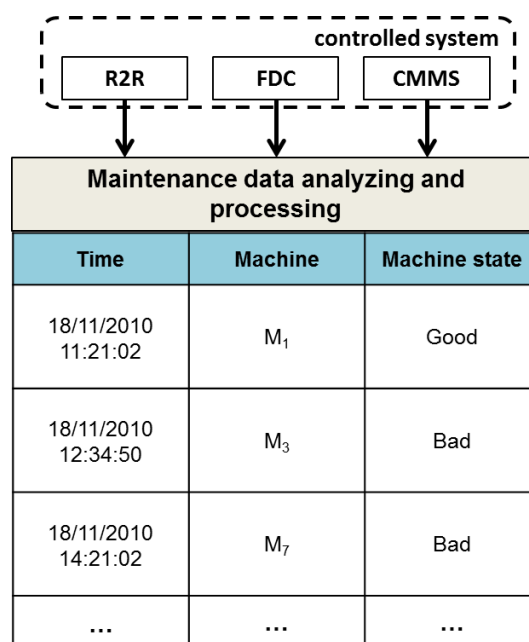 controlled system
R2R FDC CMMS
Maintenance data analyzing and
processing
Time Machine Machine state
18/11/2010
11:21:02
M₁
Good
18/11/2010
12:34:50
M₃
Bad
18/11/2010
14:21:02
M₇
Bad
... ... ...